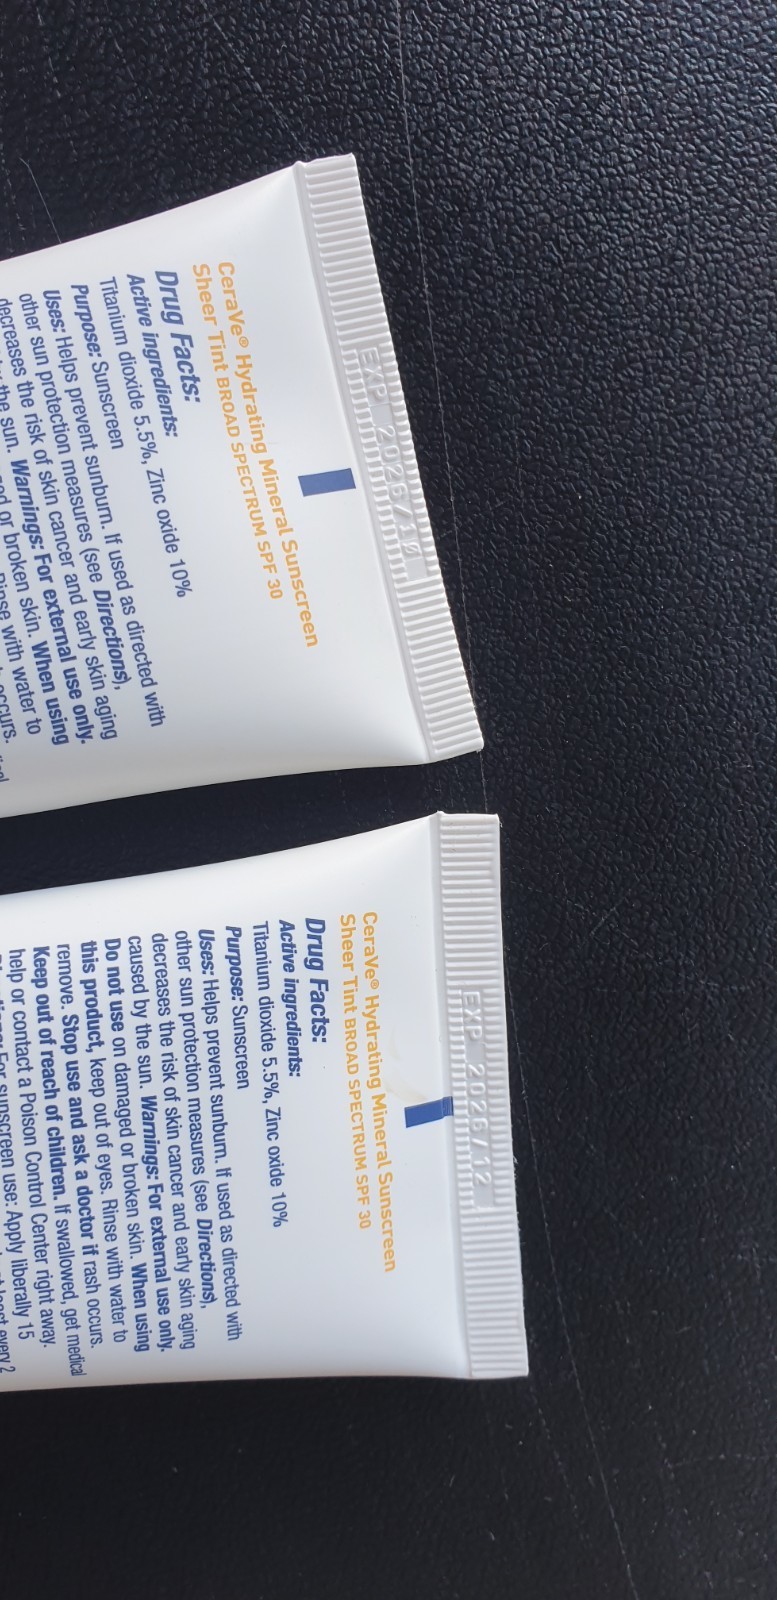 EXP 2026/10
CeraVe® Hydrating Mineral Sunscreen
Sheer Tint BROAD SPECTRUM SPF 30
Drug Facts:
Active ingredients:
Titanium dioxide 5.5%, Zinc oxide 10%
Purpose: Sunscreen
Uses: Helps prevent sunburn. If used as directed with
other sun protection measures (see Directions),
decreases the risk of skin cancer and early skin aging
the sun. Warnings: For external use only.
or broken skin. When using
with water to
occurs.
EXP 2026/12
CeraVe® Hydrating Mineral Sunscreen
Sheer Tint BROAD SPECTRUM SPF 30
Drug Facts:
Active ingredients:
Titanium dioxide 5.5%, Zinc oxide 10%
Purpose: Sunscreen
Uses: Helps prevent sunburn. If used as directed with
other sun protection measures (see Directions),
decreases the risk of skin cancer and early skin aging
caused by the sun. Warnings: For external use only.
Do not use on damaged or broken skin. When using
this product, keep out of eyes. Rinse with water to
remove. Stop use and ask a doctor if rash occurs.
Keep out of reach of children. If swallowed, get medical
help or contact a Poison Control Center right away.
For sunscreen use: Apply liberally 15
every 2